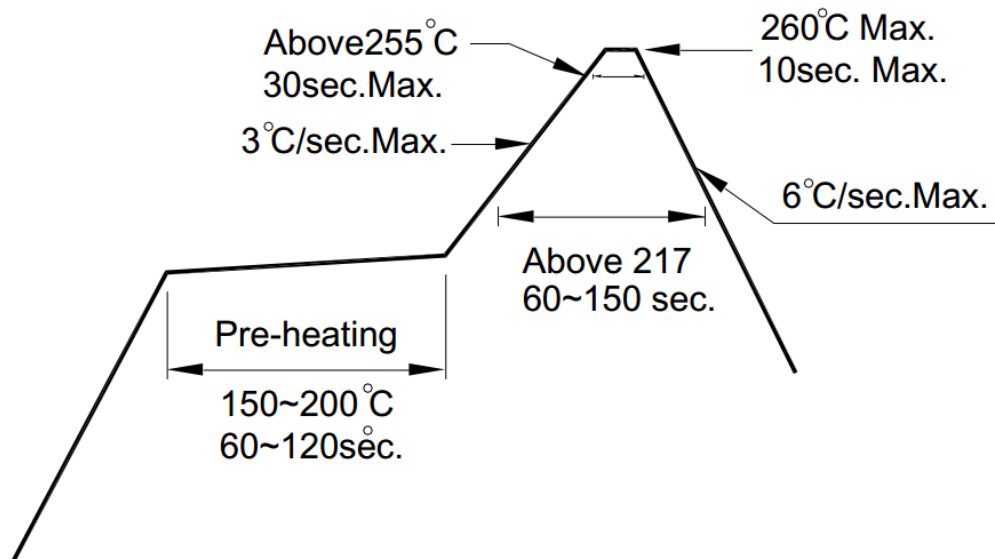 Above255°C
30sec.Max.
260°C Max.
10sec. Max.
3°C/sec.Max.
6°C/sec.Max.
Above 217
60~150 sec.
Pre-heating
150~200°C
60~120sec.